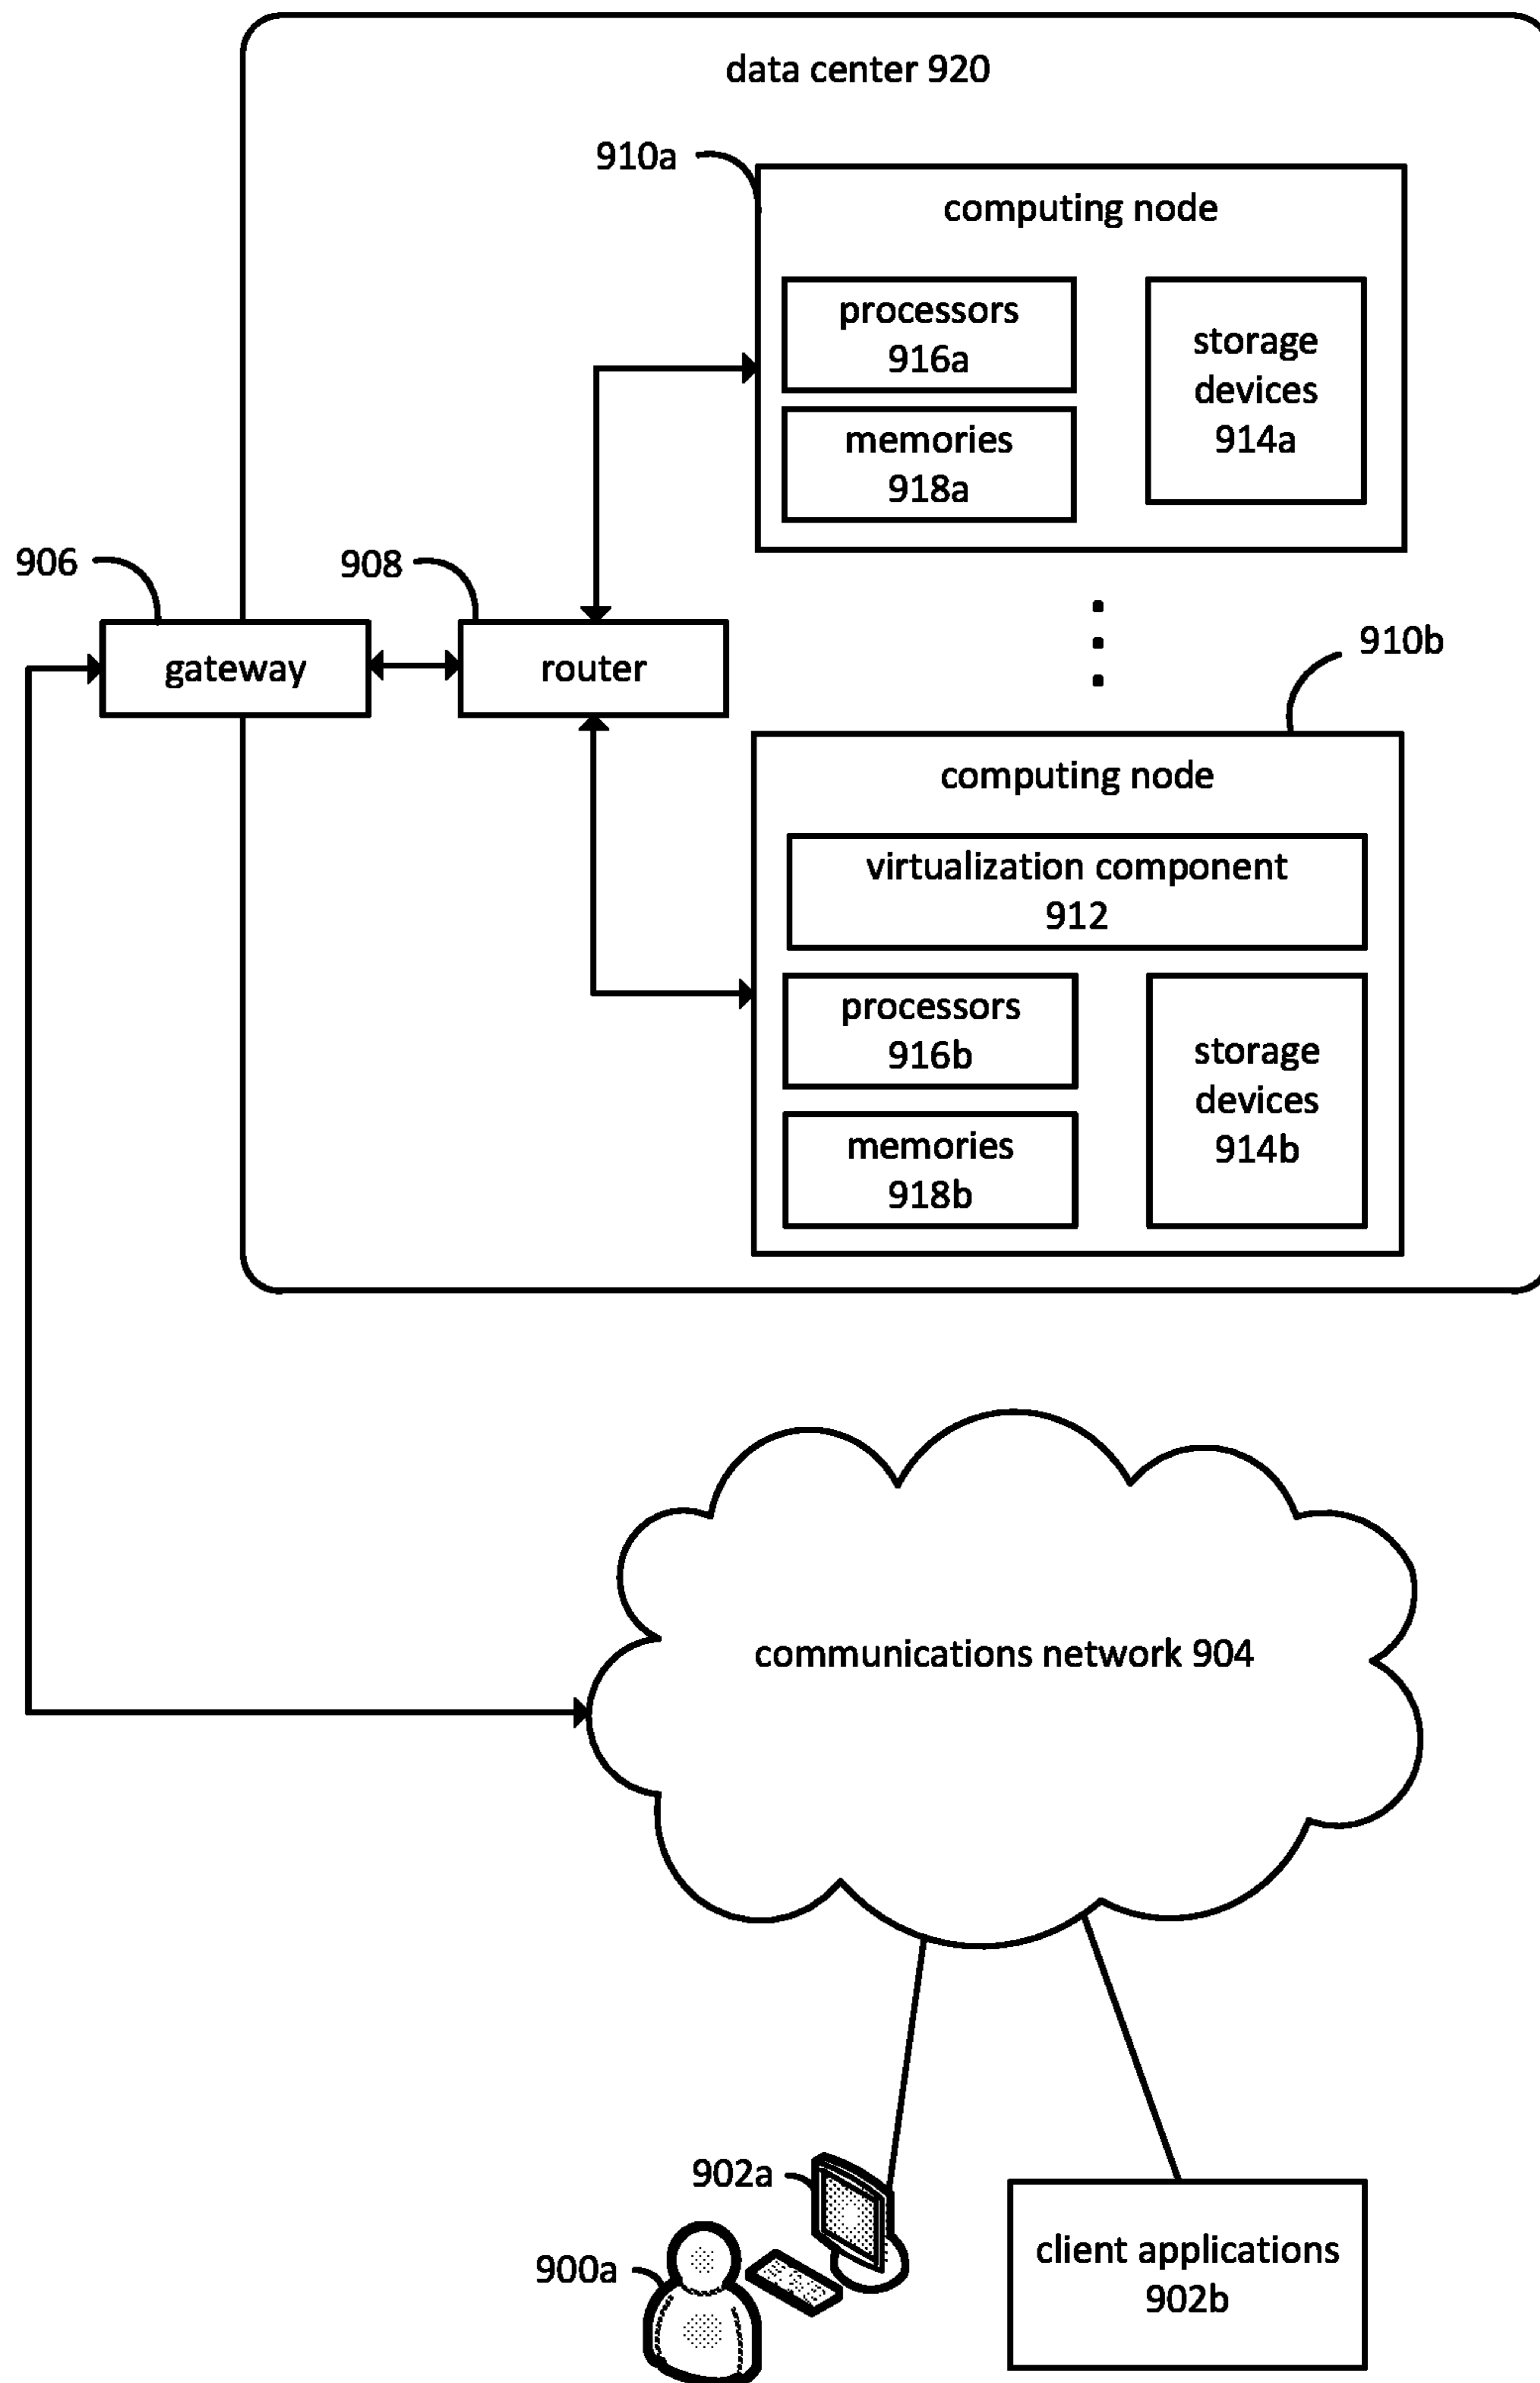 data center 920
910a
computing node
processors
916a
storage
devices
914a
memories
918a
906
908
gateway
router
910b
computing node
virtualization component
912
processors
916b
storage
devices
914b
memories
918b
communications network 904
902a
900a
client applications
902b